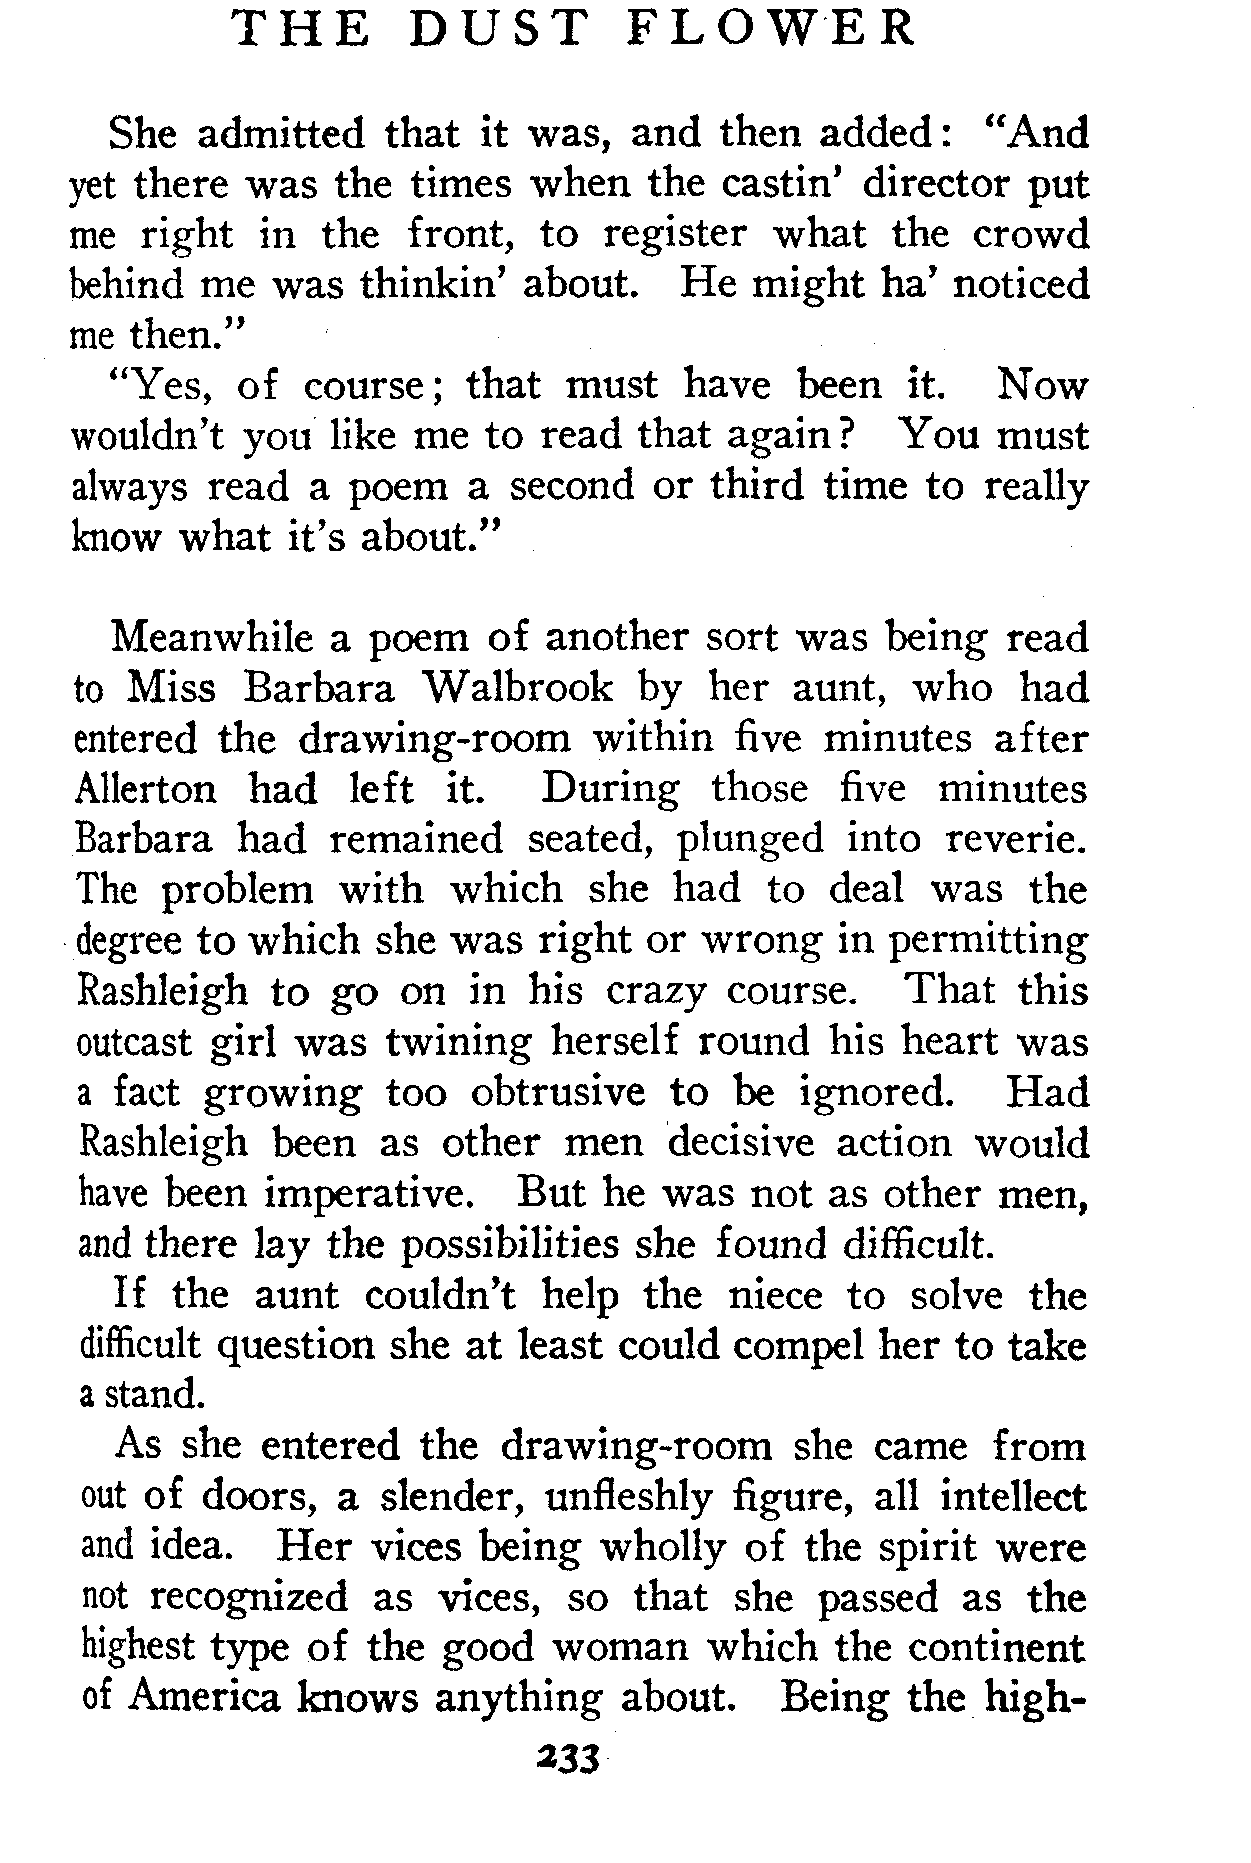 THE DUST FLOWER
She admitted that it was, and then added: “And
yet there was the times when the castin’ director put
me right in the front, to register what the crowd
behind me was thinkin’ about. He might ha’ noticed
me then.”
“Yes, of course; that must have been it. Now
wouldn’t you like me to read that again? You must
always read a poem a second or third time to really
know what it’s about.”
Meanwhile a poem of another sort was being read
to Miss Barbara Walbrook by her aunt, who had
entered the drawing-room within five minutes after
Allerton had left it. During those five minutes
Barbara had remained seated, plunged into reverie.
The problem with which she had to deal was the
degree to which she was right or wrong in permitting
Rashleigh to go on in his crazy course. That this
outcast girl was twining herself round his heart was
a fact growing too obtrusive to be ignored. Had
Rashleigh been as other men decisive action would
have been imperative. But he was not as other men,
and there lay the possibilities she found difficult.
If the aunt couldn’t help the niece to solve the
difficult question she at least could compel her to take
a stand.
As she entered the drawing-room she came from
out of doors, a slender, unfleshly figure, all intellect
and idea. Her vices being wholly of the spirit were
not recognized as vices, so that she passed as the
highest type of the good woman which the continent
of America knows anything about. Being the high-
233